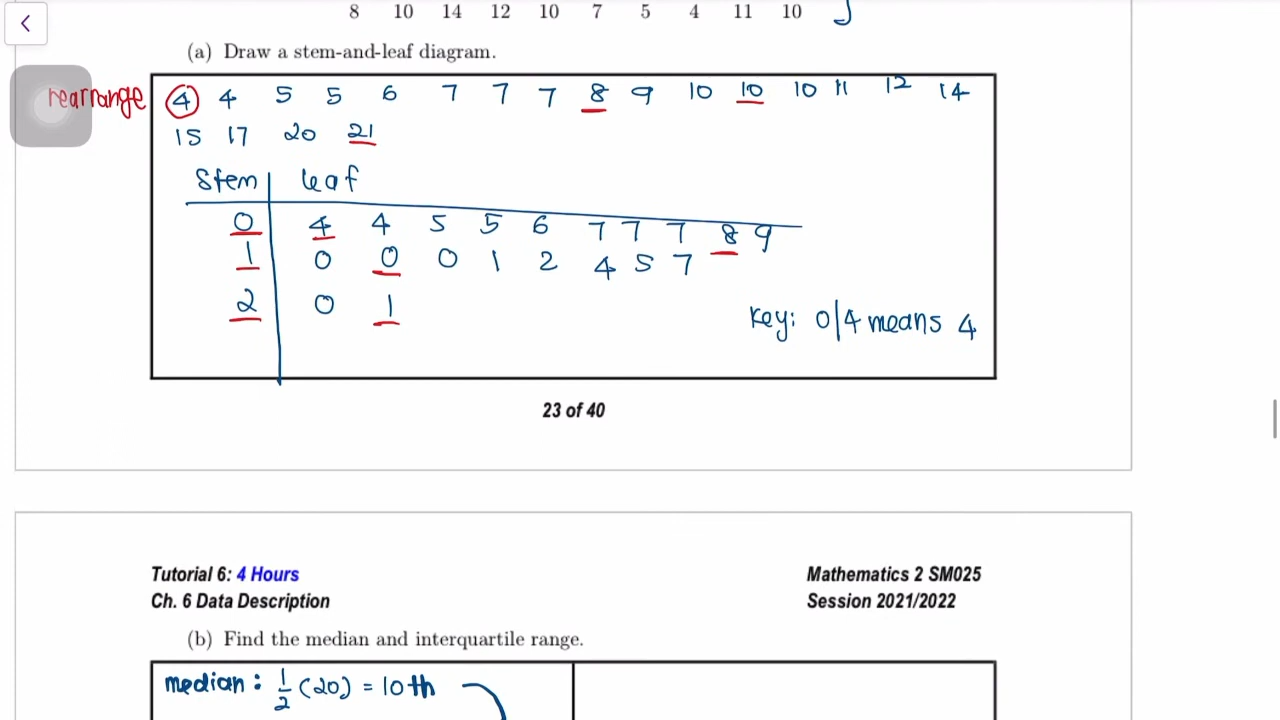 8 10 14 12 10 7 5 4 11 10
(a) Draw a stem-and-leaf diagram.
rearrange 4 4 5 5 6 7 7 7 8 9 10 10 10 11 12 14
15 17 20 21
Stem leaf
0 4 4 5 5 6 7 7 7 8 9
1 0 0 0 1 2 4 5 7
2 0 1
Key: 0/4 means 4
23 of 40
Tutorial 6: 4 Hours Mathematics 2 SM025
Ch. 6 Data Description Session 2021/2022
(b) Find the median and interquartile range.
median: 1/2 (20) = 10th